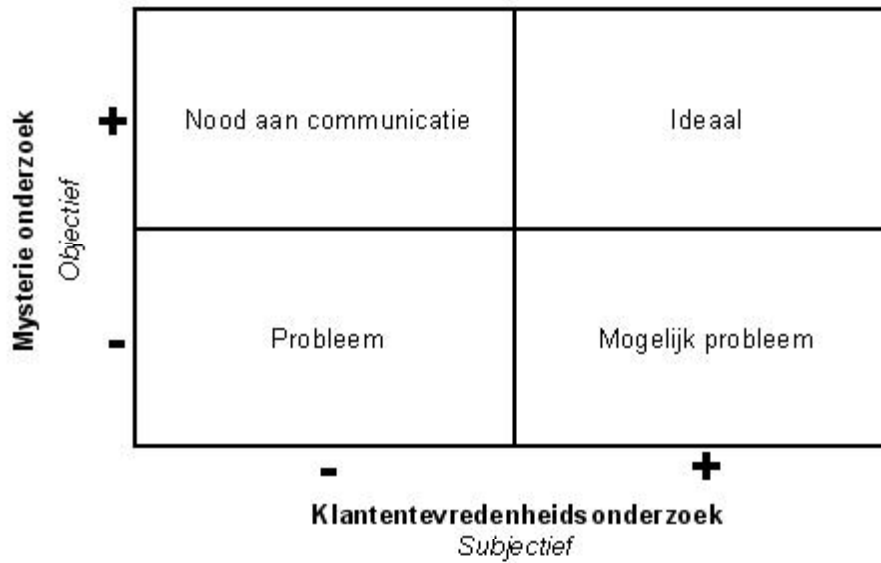 Mysterie onderzoek
Objectief
+
Nood aan communicatie
Ideaal
-
Probleem
Mogelijk probleem
-
+
Klantentevredenheidsonderzoek
Subjectief